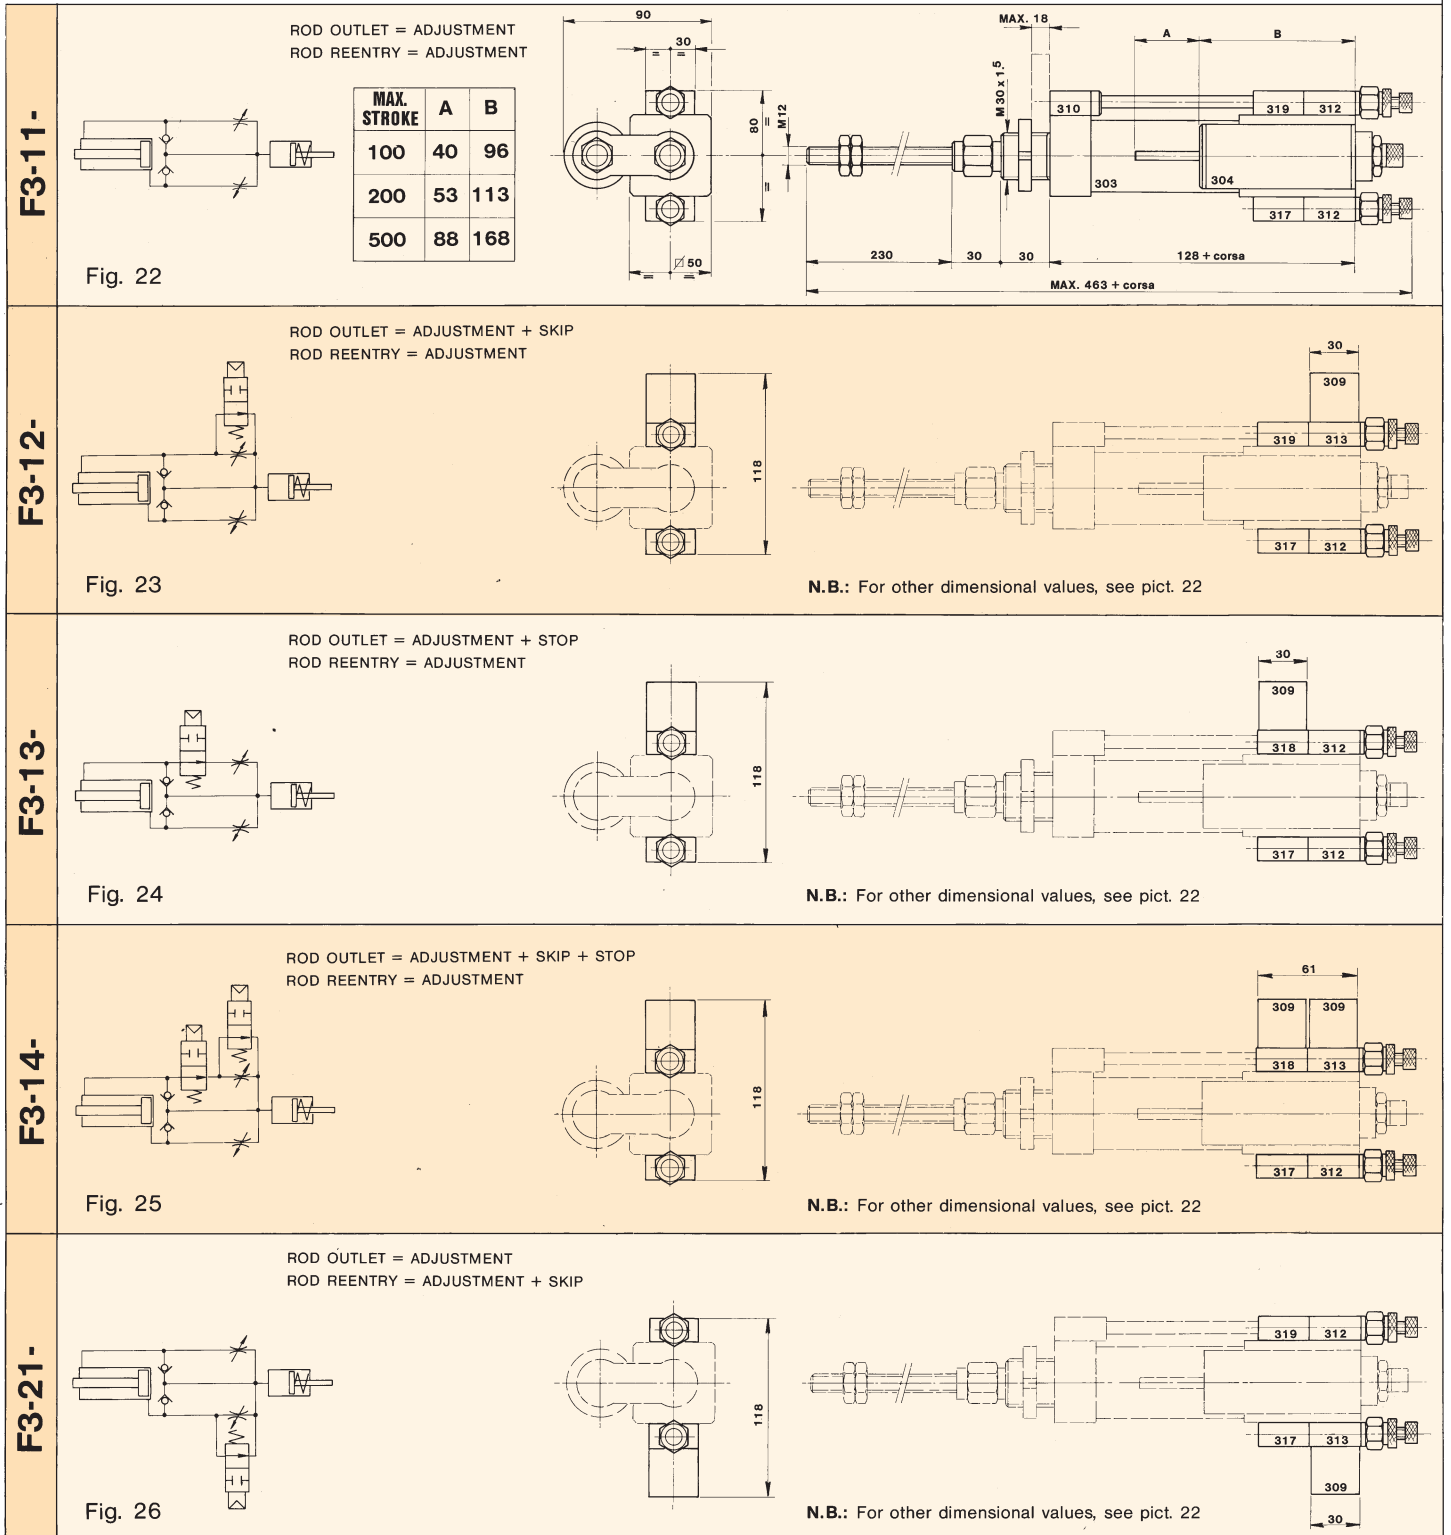 F3-11-
ROD OUTLET = ADJUSTMENT
ROD REENTRY = ADJUSTMENT
MAX. STROKE A B
100 40 96
200 53 113
500 88 168
Fig. 22
90
30
= =
80
=
=
50
= =
M12
MAX. 18
M 30 x 1.5
A
B
310
319 312
303
304
317 312
230
30
30
128 + corsa
MAX. 463 + corsa
F3-12-
ROD OUTLET = ADJUSTMENT + SKIP
ROD REENTRY = ADJUSTMENT
Fig. 23
118
30
309
319 313
317 312
N.B.: For other dimensional values, see pict. 22
F3-13-
ROD OUTLET = ADJUSTMENT + STOP
ROD REENTRY = ADJUSTMENT
Fig. 24
118
30
309
318 312
317 312
N.B.: For other dimensional values, see pict. 22
F3-14-
ROD OUTLET = ADJUSTMENT + SKIP + STOP
ROD REENTRY = ADJUSTMENT
Fig. 25
118
61
309 309
318 313
317 312
N.B.: For other dimensional values, see pict. 22
F3-21-
ROD OUTLET = ADJUSTMENT
ROD REENTRY = ADJUSTMENT + SKIP
Fig. 26
118
319 312
317 313
309
30
N.B.: For other dimensional values, see pict. 22